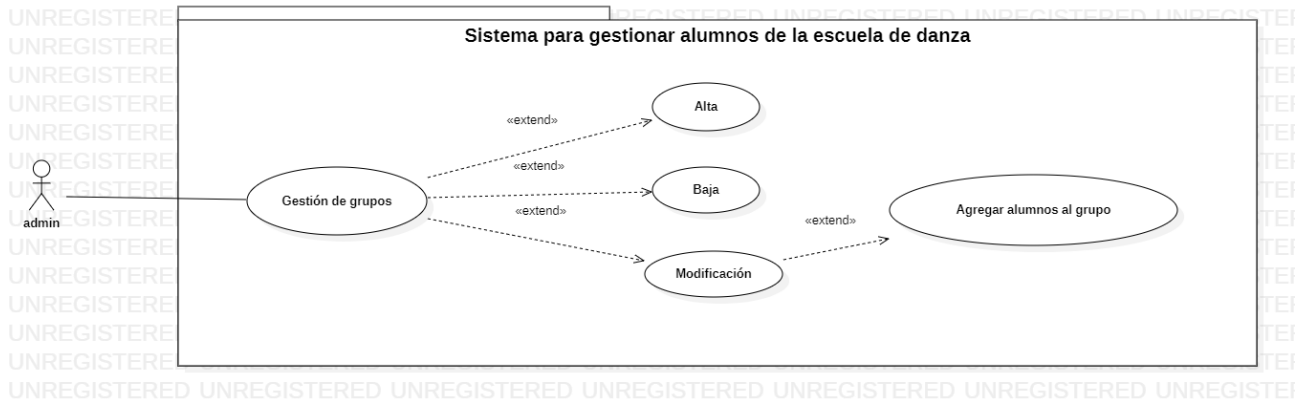 Sistema para gestionar alumnos de la escuela de danza
Alta
«extend»
«extend»
Baja
Gestión de grupos
«extend»
Agregar alumnos al grupo
«extend»
admin
Modificación
UNREGISTERED UNREGISTERED UNREGISTERED UNREGISTERED UNREGISTERED UNREGISTERED